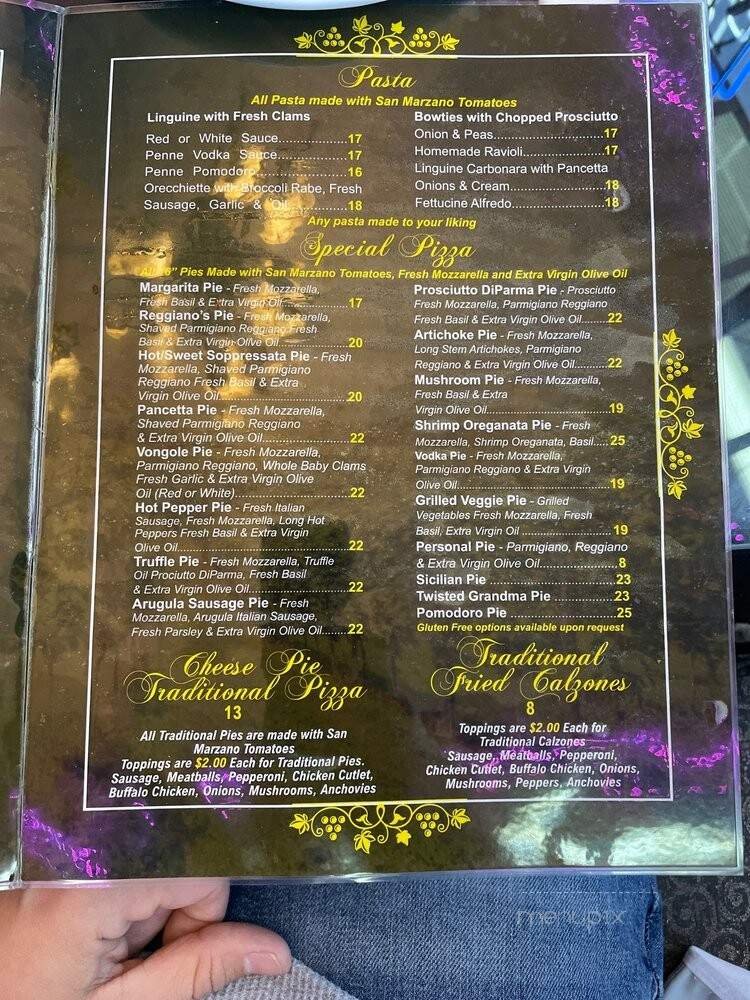 Pasta
All Pasta made with San Marzano Tomatoes
Linguine with Fresh Clams
Red or White Sauce..................17
Penne Vodka Sauce...............17
Penne Pomodoro..................16
Orecchiette with Broccoli Rabe, Fresh
Sausage, Garlic & Oil............18
Bowties with Chopped Prosciutto
Onion & Peas...........................17
Homemade Ravioli....................17
Linguine Carbonara with Pancetta
Onions & Cream.......................18
Fettucine Alfredo.......................18
Any pasta made to your liking
Special Pizza
All 16" Pies Made with San Marzano Tomatoes, Fresh Mozzarella and Extra Virgin Olive Oil
Margarita Pie - Fresh Mozzarella,
Fresh Basil & Extra Virgin Oil................17
Reggiano's Pie - Fresh Mozzarella,
Shaved Parmigiano Reggiano Fresh
Basil & Extra Virgin Olive Oil.................20
Hot/Sweet Soppressata Pie - Fresh
Mozzarella, Shaved Parmigiano
Reggiano Fresh Basil & Extra
Virgin Olive Oil...............................20
Pancetta Pie - Fresh Mozzarella,
Shaved Parmigiano Reggiano
& Extra Virgin Olive Oil.....................22
Vongole Pie - Fresh Mozzarella,
Parmigiano Reggiano, Whole Baby Clams
Fresh Garlic & Extra Virgin Olive
Oil (Red or White)...........................22
Hot Pepper Pie - Fresh Italian
Sausage, Fresh Mozzarella, Long Hot
Peppers Fresh Basil & Extra Virgin
Olive Oil..........................................22
Truffle Pie - Fresh Mozzarella, Truffle
Oil Prociutto DiParma, Fresh Basil
& Extra Virgin Olive Oil........................22
Arugula Sausage Pie - Fresh
Mozzarella, Arugula Italian Sausage,
Fresh Parsley & Extra Virgin Olive Oil.......22
Prosciutto DiParma Pie - Prosciutto
Fresh Mozzarella, Parmigiano Reggiano
Fresh Basil & Extra Virgin Olive Oil........22
Artichoke Pie - Fresh Mozzarella,
Long Stem Artichokes, Parmigiano
Reggiano & Extra Virgin Olive Oil..........22
Mushroom Pie - Fresh Mozzarella,
Fresh Basil & Extra
Virgin Olive Oil.................................19
Shrimp Oreganata Pie - Fresh
Mozzarella, Shrimp Oreganata, Basil.....25
Vodka Pie - Fresh Mozzarella,
Parmigiano Reggiano & Extra Virgin
Olive Oil..........................................19
Grilled Veggie Pie - Grilled
Vegetables Fresh Mozzarella, Fresh
Basil, Extra Virgin Oil .........................19
Personal Pie - Parmigiano, Reggiano
& Extra Virgin Olive Oil.......................8
Sicilian Pie ...............................23
Twisted Grandma Pie ...............23
Pomodoro Pie ..........................25
Gluten Free options available upon request
Cheese Pie
Traditional Pizza
13
All Traditional Pies are made with San
Marzano Tomatoes
Toppings are $2.00 Each for Traditional Pies.
Sausage, Meatballs, Pepperoni, Chicken Cutlet,
Buffalo Chicken, Onions, Mushrooms, Anchovies
Traditional
Fried Calzones
8
Toppings are $2.00 Each for
Traditional Calzones
Sausage, Meatballs, Pepperoni,
Chicken Cutlet, Buffalo Chicken, Onions,
Mushrooms, Peppers, Anchovies
menupix